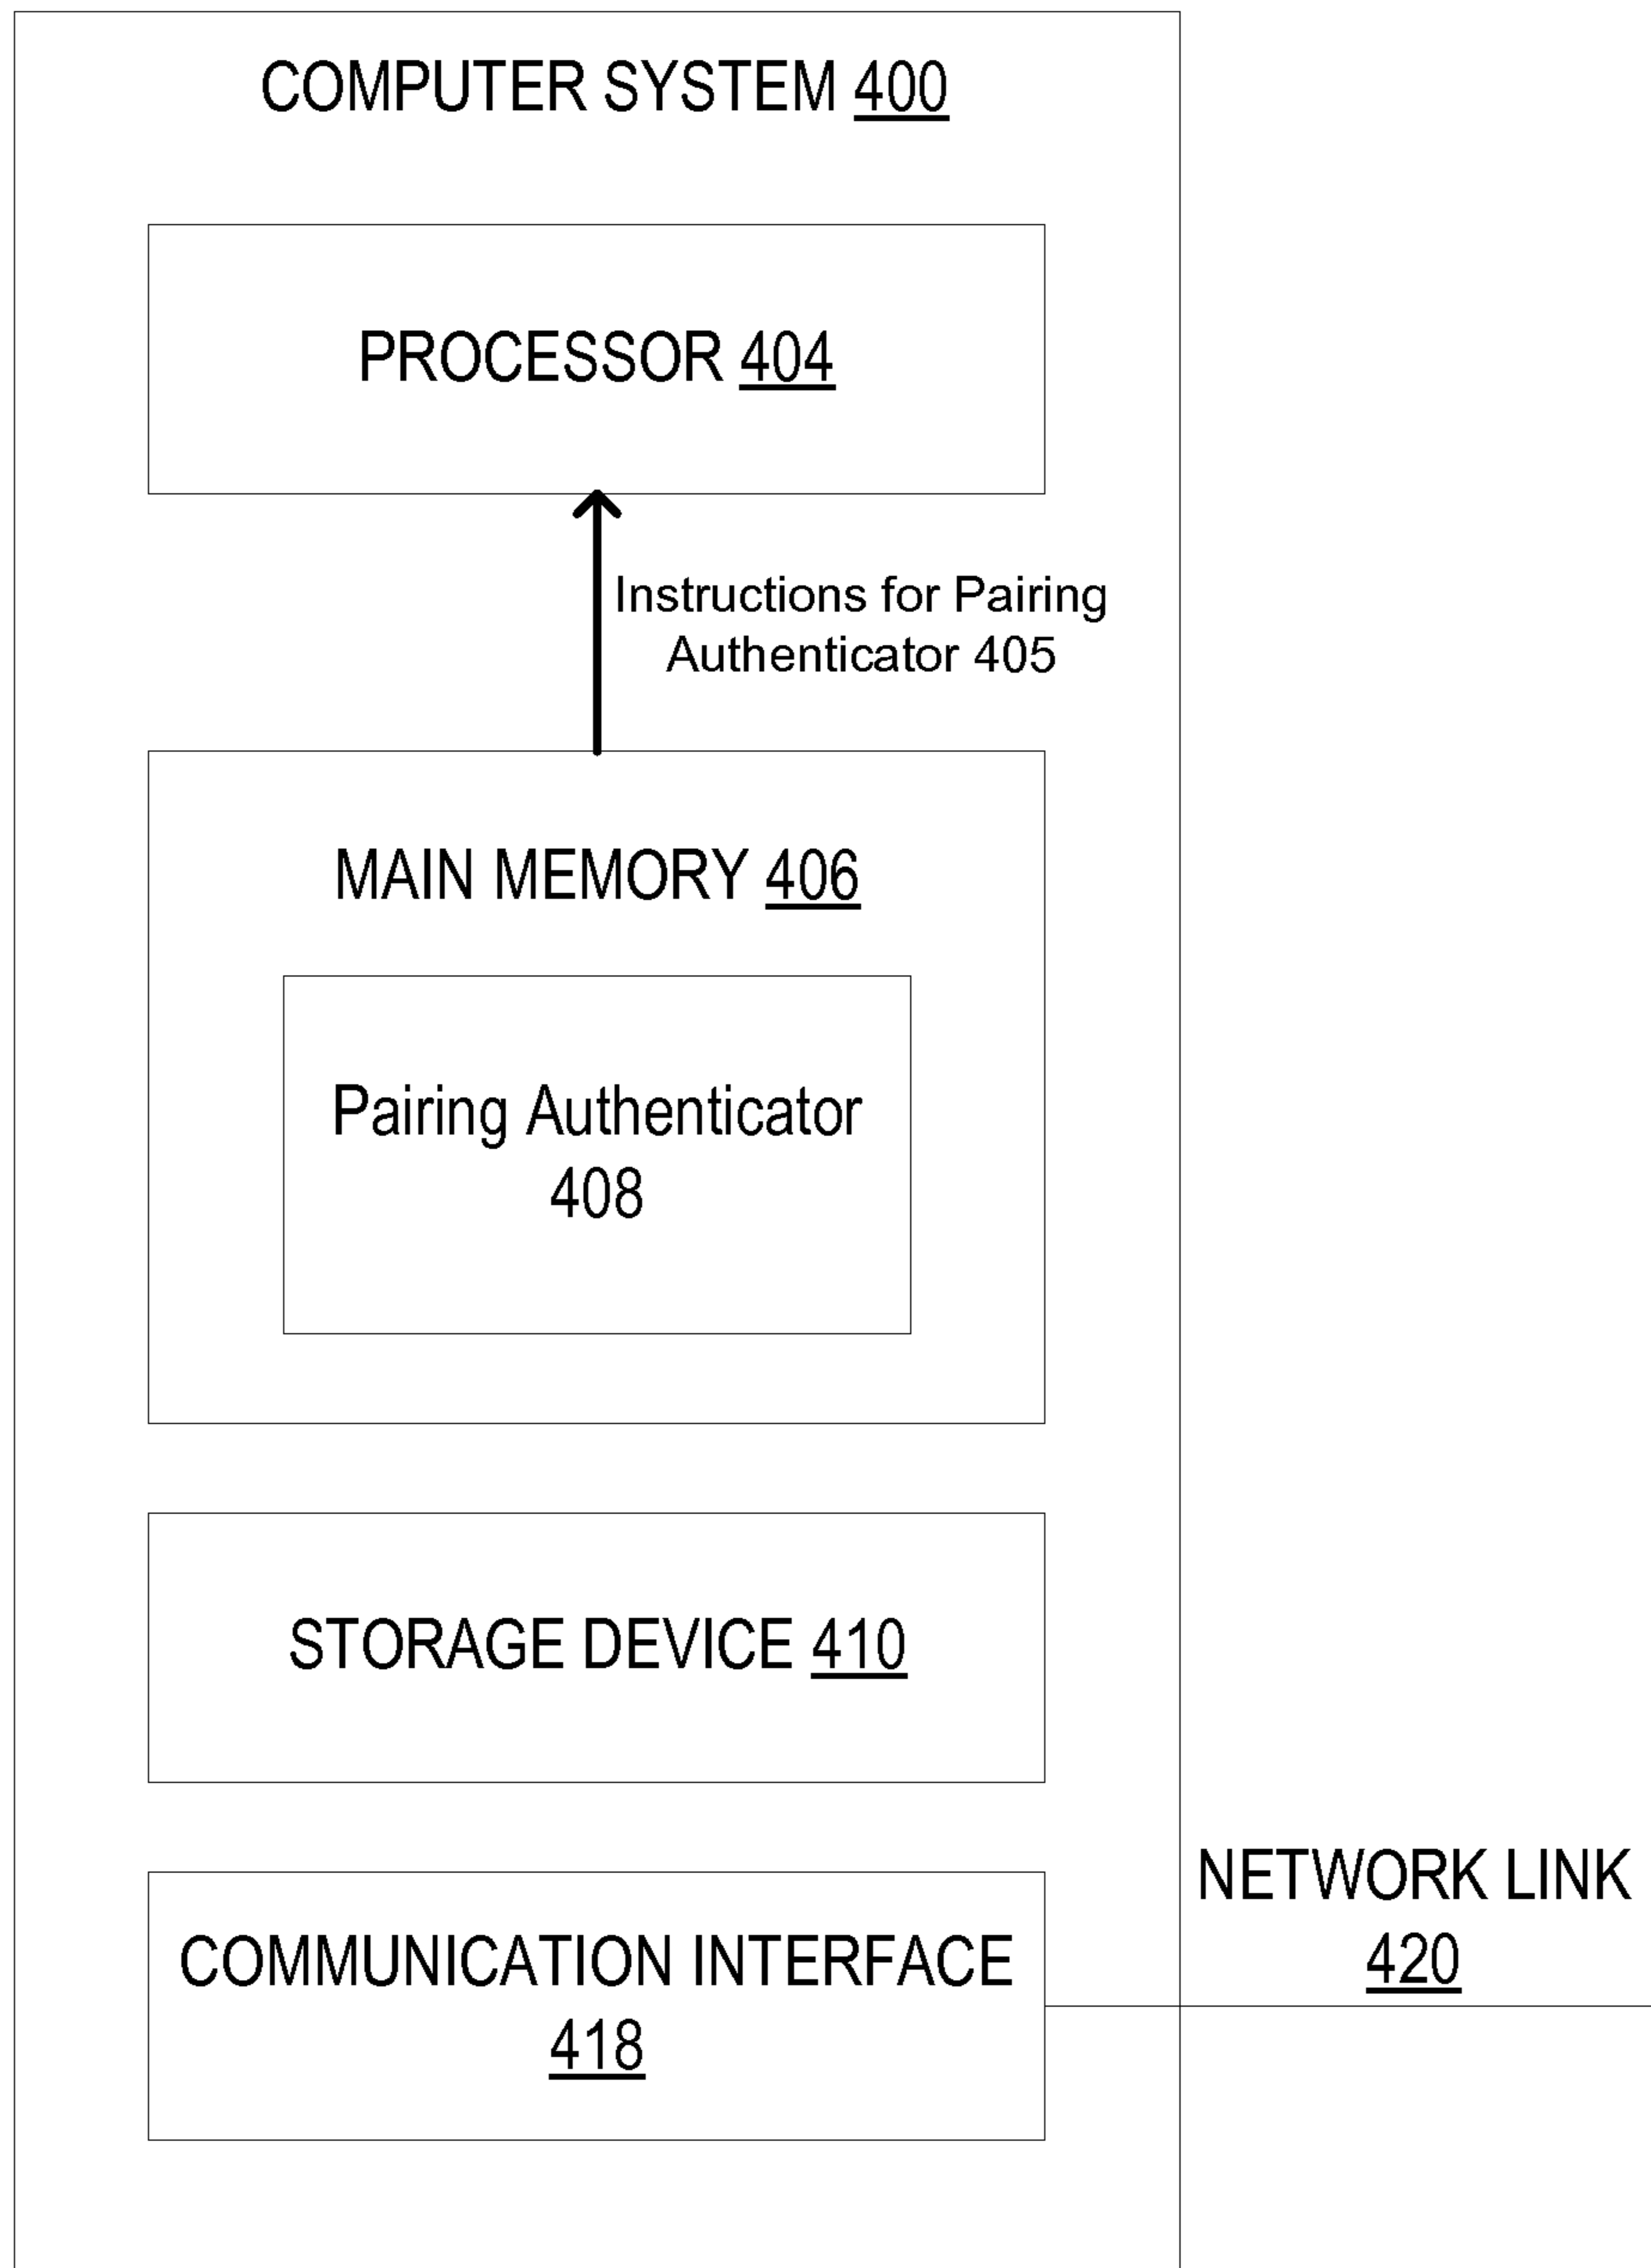 COMPUTER SYSTEM 400
PROCESSOR 404
Instructions for Pairing
Authenticator 405
MAIN MEMORY 406
Pairing Authenticator
408
STORAGE DEVICE 410
NETWORK LINK
420
COMMUNICATION INTERFACE
418